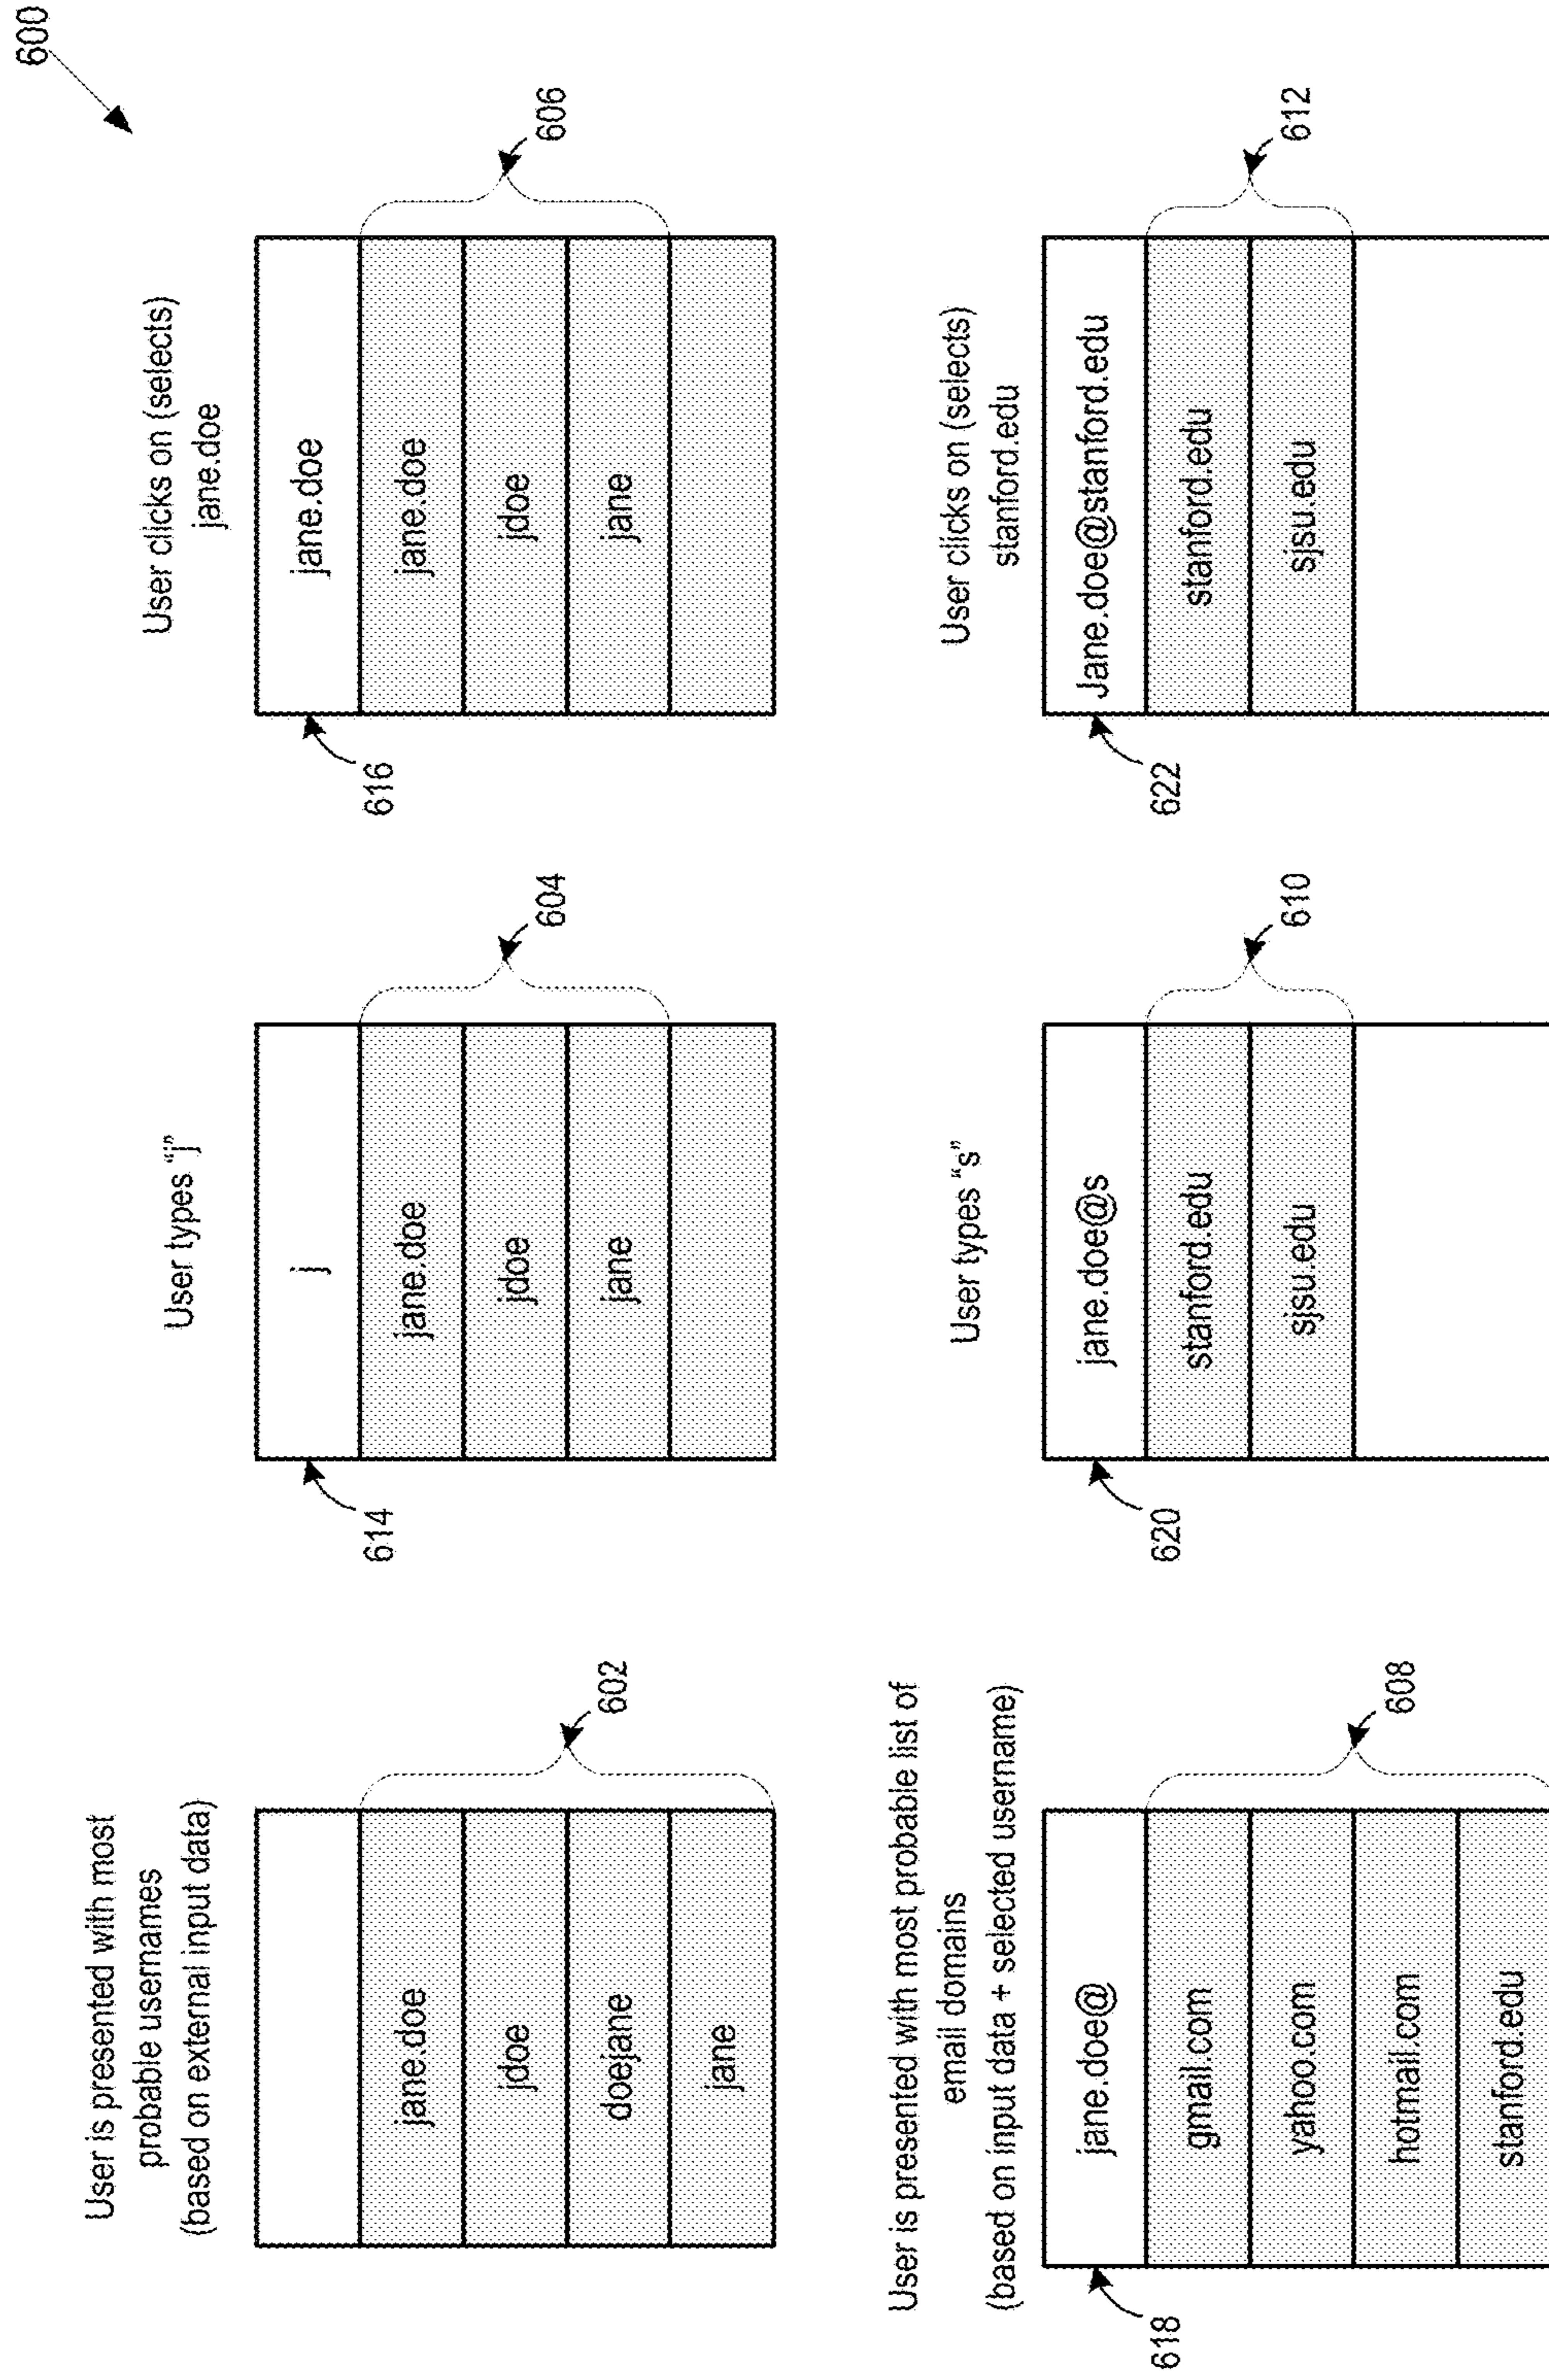 600
User is presented with most
probable usernames
(based on external input data)
jane.doe
jdoe
doejane
jane
602
User types “j”
614
j
jane.doe
jdoe
jane
604
User clicks on (selects)
jane.doe
616
jane.doe
jane.doe
jdoe
jane
606
User is presented with most probable list of
email domains
(based on input data + selected username)
618
jane.doe@
gmail.com
yahoo.com
hotmail.com
stanford.edu
608
User types “s”
620
jane.doe@s
stanford.edu
sjsu.edu
610
User clicks on (selects)
stanford.edu
622
Jane.doe@stanford.edu
stanford.edu
sjsu.edu
612